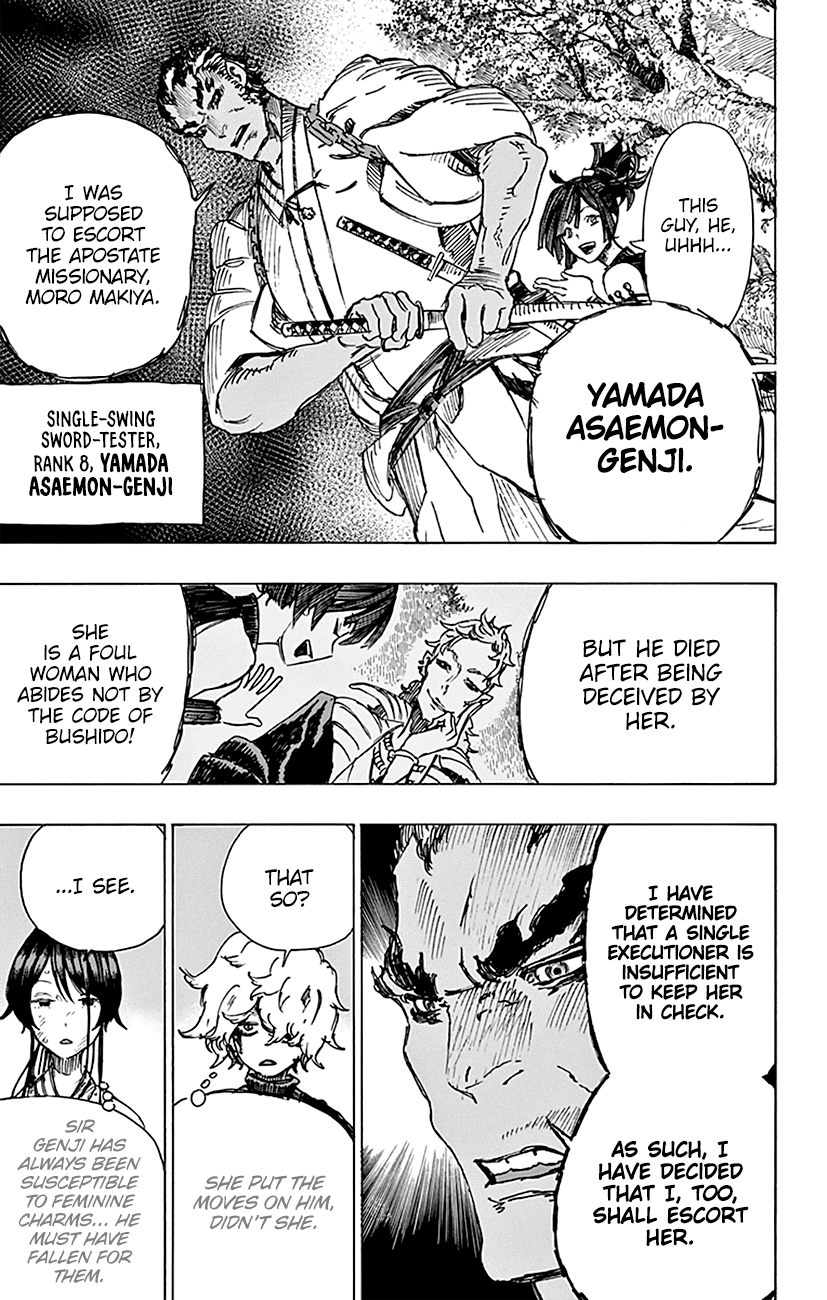 THIS
GUY, HE,
UHHH...
YAMADA
ASAEMON-
GENJI.
I WAS
SUPPOSED
TO ESCORT
THE APOSTATE
MISSIONARY,
MORO MAKIYA.
SINGLE-SWING
SWORD-TESTER,
RANK 8, YAMADA
ASAEMON-GENJI
BUT HE DIED
AFTER BEING
DECEIVED BY
HER.
SHE
IS A FOUL
WOMAN WHO
ABIDES NOT BY
THE CODE OF
BUSHIDO!
I HAVE
DETERMINED
THAT A SINGLE
EXECUTIONER IS
INSUFFICIENT
TO KEEP HER
IN CHECK.
AS SUCH, I
HAVE DECIDED
THAT I, TOO,
SHALL ESCORT
HER.
THAT
SO?
SHE PUT THE
MOVES ON HIM,
DIDN'T SHE.
...I SEE.
SIR
GENJI HAS
ALWAYS BEEN
SUSCEPTIBLE
TO FEMININE
CHARMS... HE
MUST HAVE
FALLEN FOR
THEM.